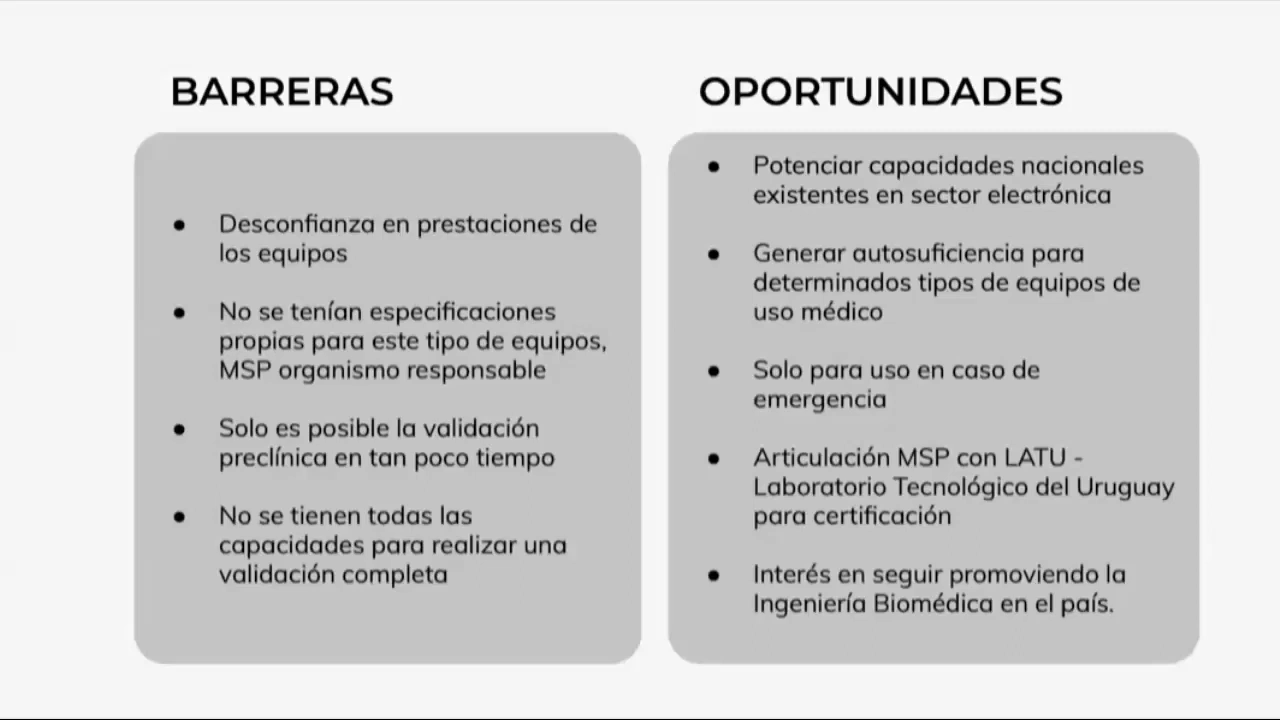 BARRERAS
● Desconfianza en prestaciones de
los equipos
● No se tenían especificaciones
propias para este tipo de equipos,
MSP organismo responsable
● Solo es posible la validación
preclínica en tan poco tiempo
● No se tienen todas las
capacidades para realizar una
validación completa
OPORTUNIDADES
● Potenciar capacidades nacionales
existentes en sector electrónica
● Generar autosuficiencia para
determinados tipos de equipos de
uso médico
● Solo para uso en caso de
emergencia
● Articulación MSP con LATU -
Laboratorio Tecnológico del Uruguay
para certificación
● Interés en seguir promoviendo la
Ingeniería Biomédica en el país.